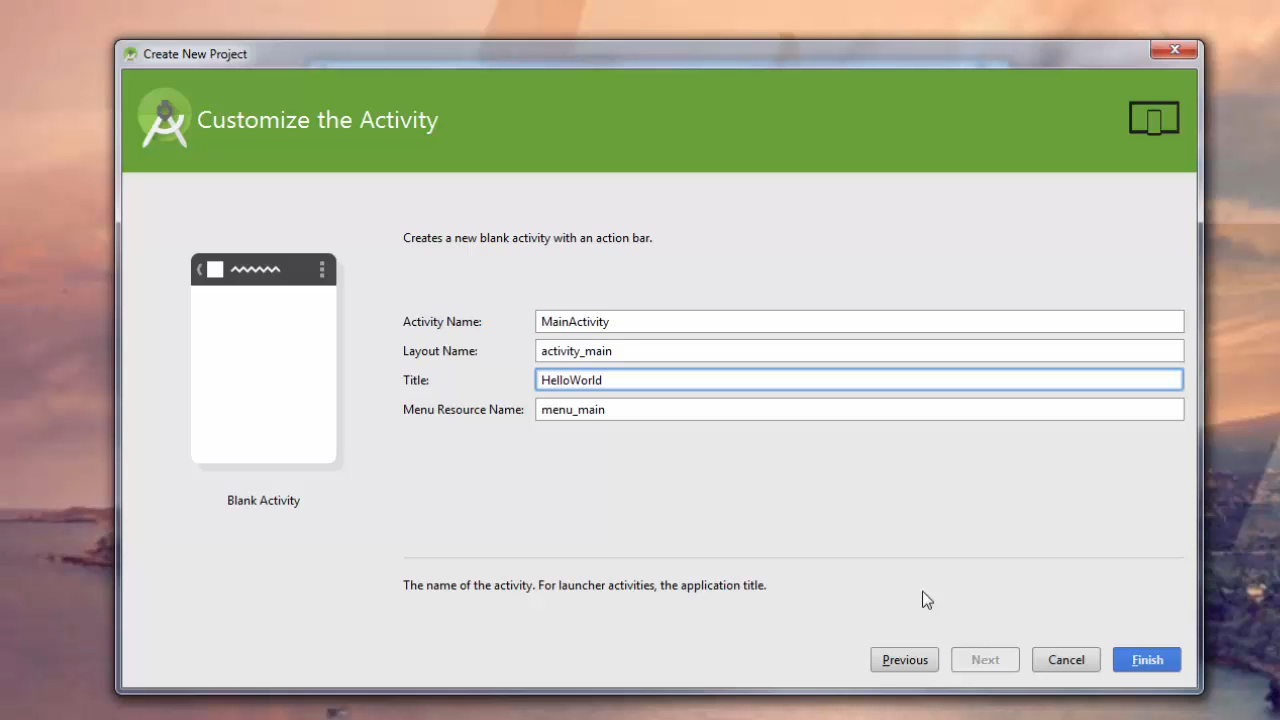 Create New Project
Customize the Activity
Creates a new blank activity with an action bar.
Activity Name: MainActivity
Layout Name: activity_main
Title: HelloWorld
Menu Resource Name: menu_main
Blank Activity
The name of the activity. For launcher activities, the application title.
Previous Next Cancel Finish